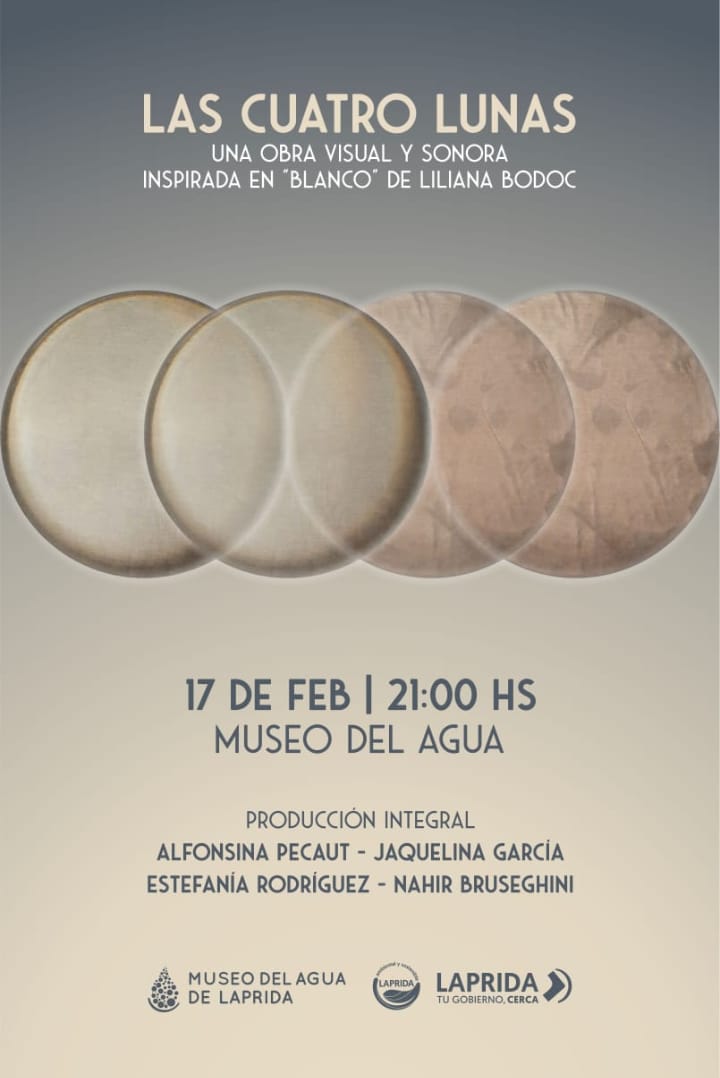 LAS CUATRO LUNAS
UNA OBRA VISUAL Y SONORA
INSPIRADA EN "BLANCO" DE LILIANA BODOC
17 DE FEB | 21:00 HS
MUSEO DEL AGUA
PRODUCCIÓN INTEGRAL
ALFONSINA PECAUT - JAQUELINA GARCÍA
ESTEFANÍA RODRÍGUEZ - NAHIR BRUSEGHINI
MUSEO DEL AGUA
DE LAPRIDA
LAPRIDA
LAPRIDA
TU GOBIERNO, CERCA